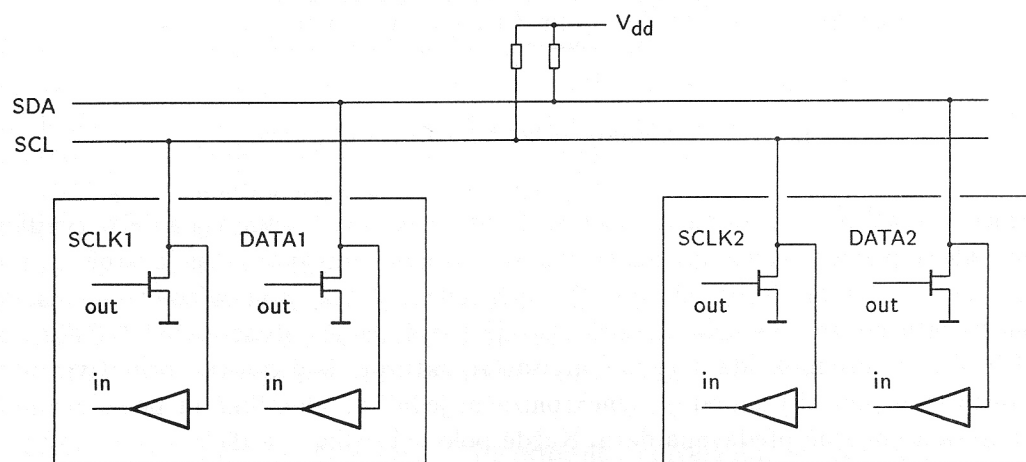 Vdd
SDA
SCL
SCLK1 DATA1 SCLK2 DATA2
out out out out
in in in in